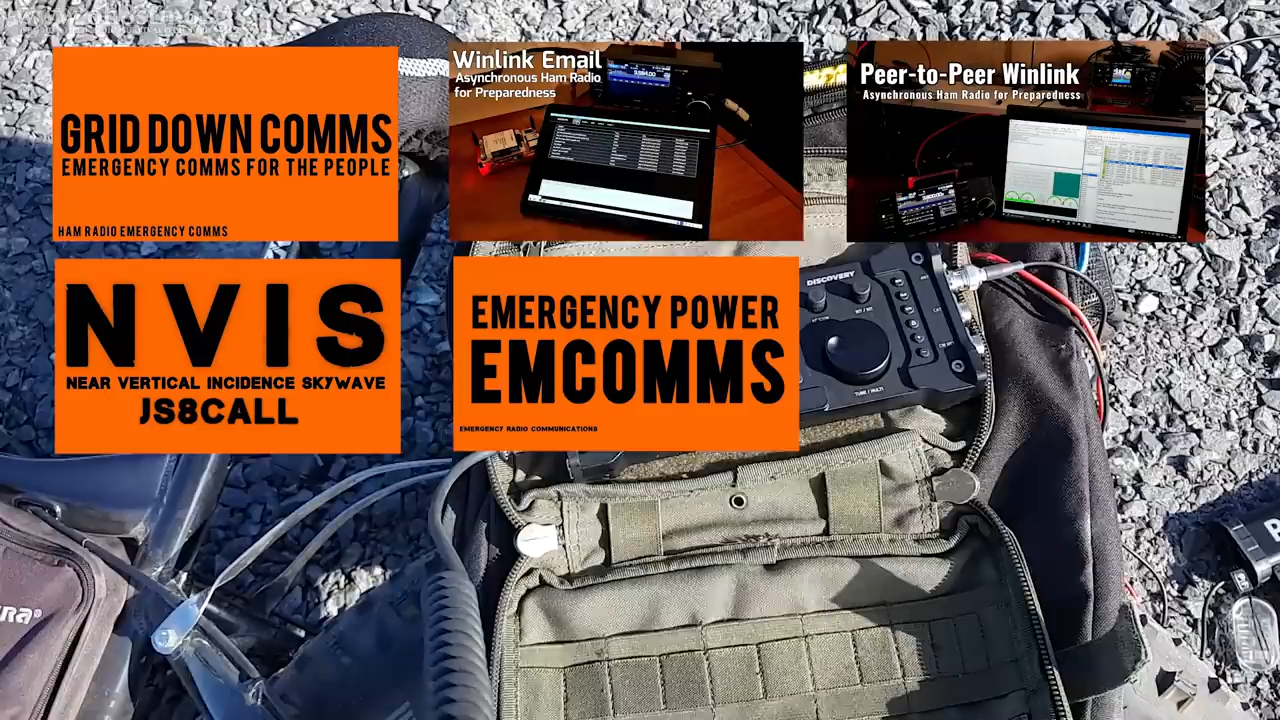 GRID DOWN COMMS
EMERGENCY COMMS FOR THE PEOPLE
HAM RADIO EMERGENCY COMMS
Winlink Email
Asynchronous Ham Radio
for Preparedness
Peer-to-Peer Winlink
Asynchronous Ham Radio for Preparedness
NVIS
NEAR VERTICAL INCIDENCE SKYWAVE
JS8CALL
EMERGENCY POWER
EMCOMMS
EMERGENCY RADIO COMMUNICATIONS
DISCOVERY
TUNE / MULTI